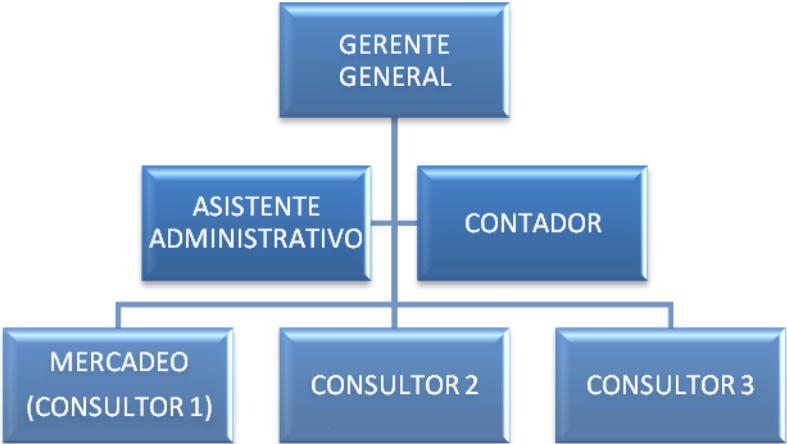 GERENTE
GENERAL
ASISTENTE
ADMINISTRATIVO
CONTADOR
MERCADEO
(CONSULTOR 1)
CONSULTOR 2
CONSULTOR 3